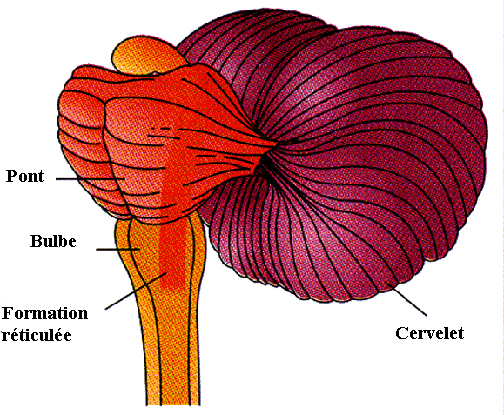 Pont
Bulbe
Formation
réticulée
Cervelet